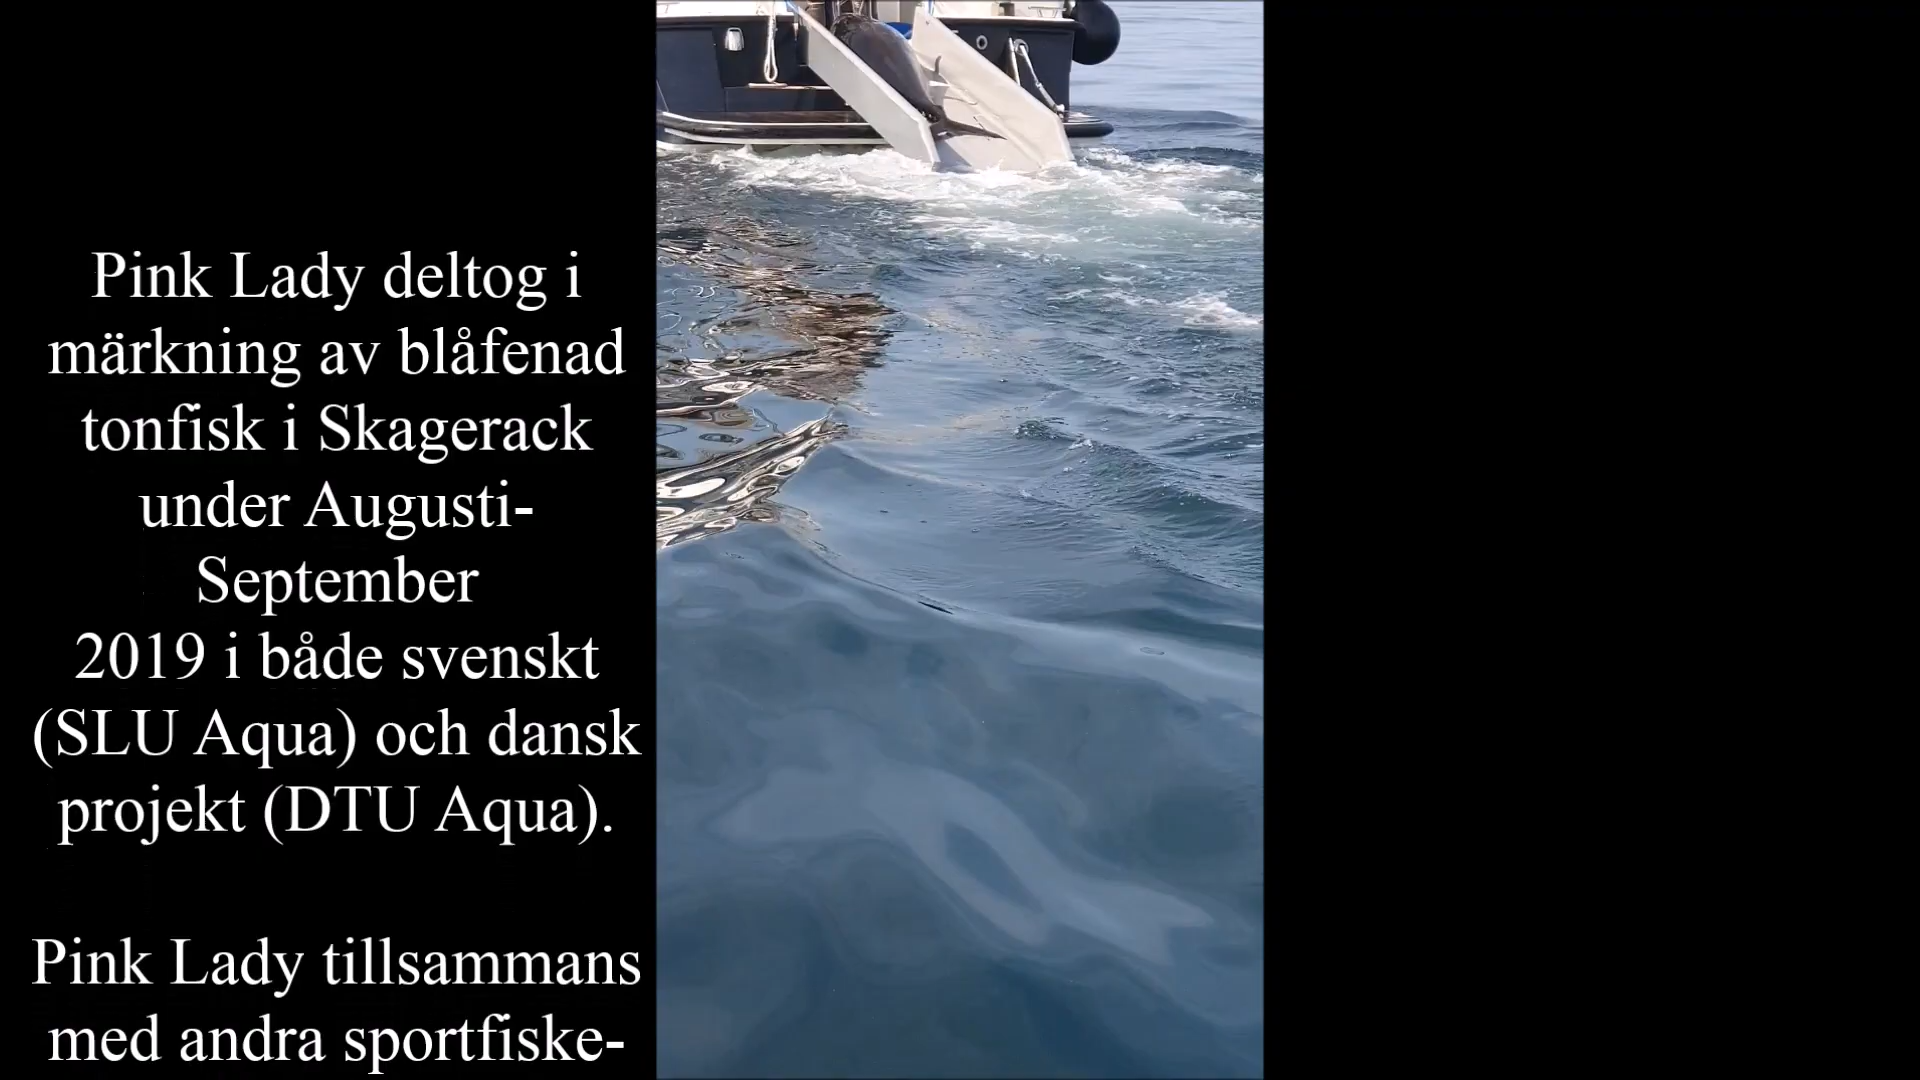 Pink Lady deltog i
märkning av blåfenad
tonfisk i Skagerack
under Augusti-
September
2019 i både svenskt
(SLU Aqua) och dansk
projekt (DTU Aqua).
Pink Lady tillsammans
med andra sportfiske-